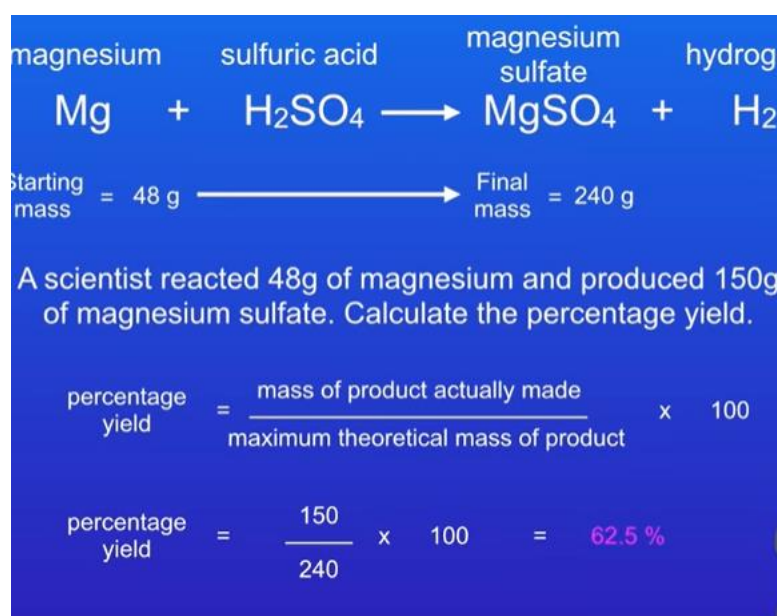 magnesium sulfuric acid magnesium sulfate hydrog
Mg + H₂SO₄ ⟶ MgSO₄ + H₂
Starting mass = 48 g ⟶ Final mass = 240 g
A scientist reacted 48g of magnesium and produced 150g
of magnesium sulfate. Calculate the percentage yield.
percentage yield = mass of product actually made / maximum theoretical mass of product x 100
percentage yield = 150 / 240 x 100 = 62.5 %